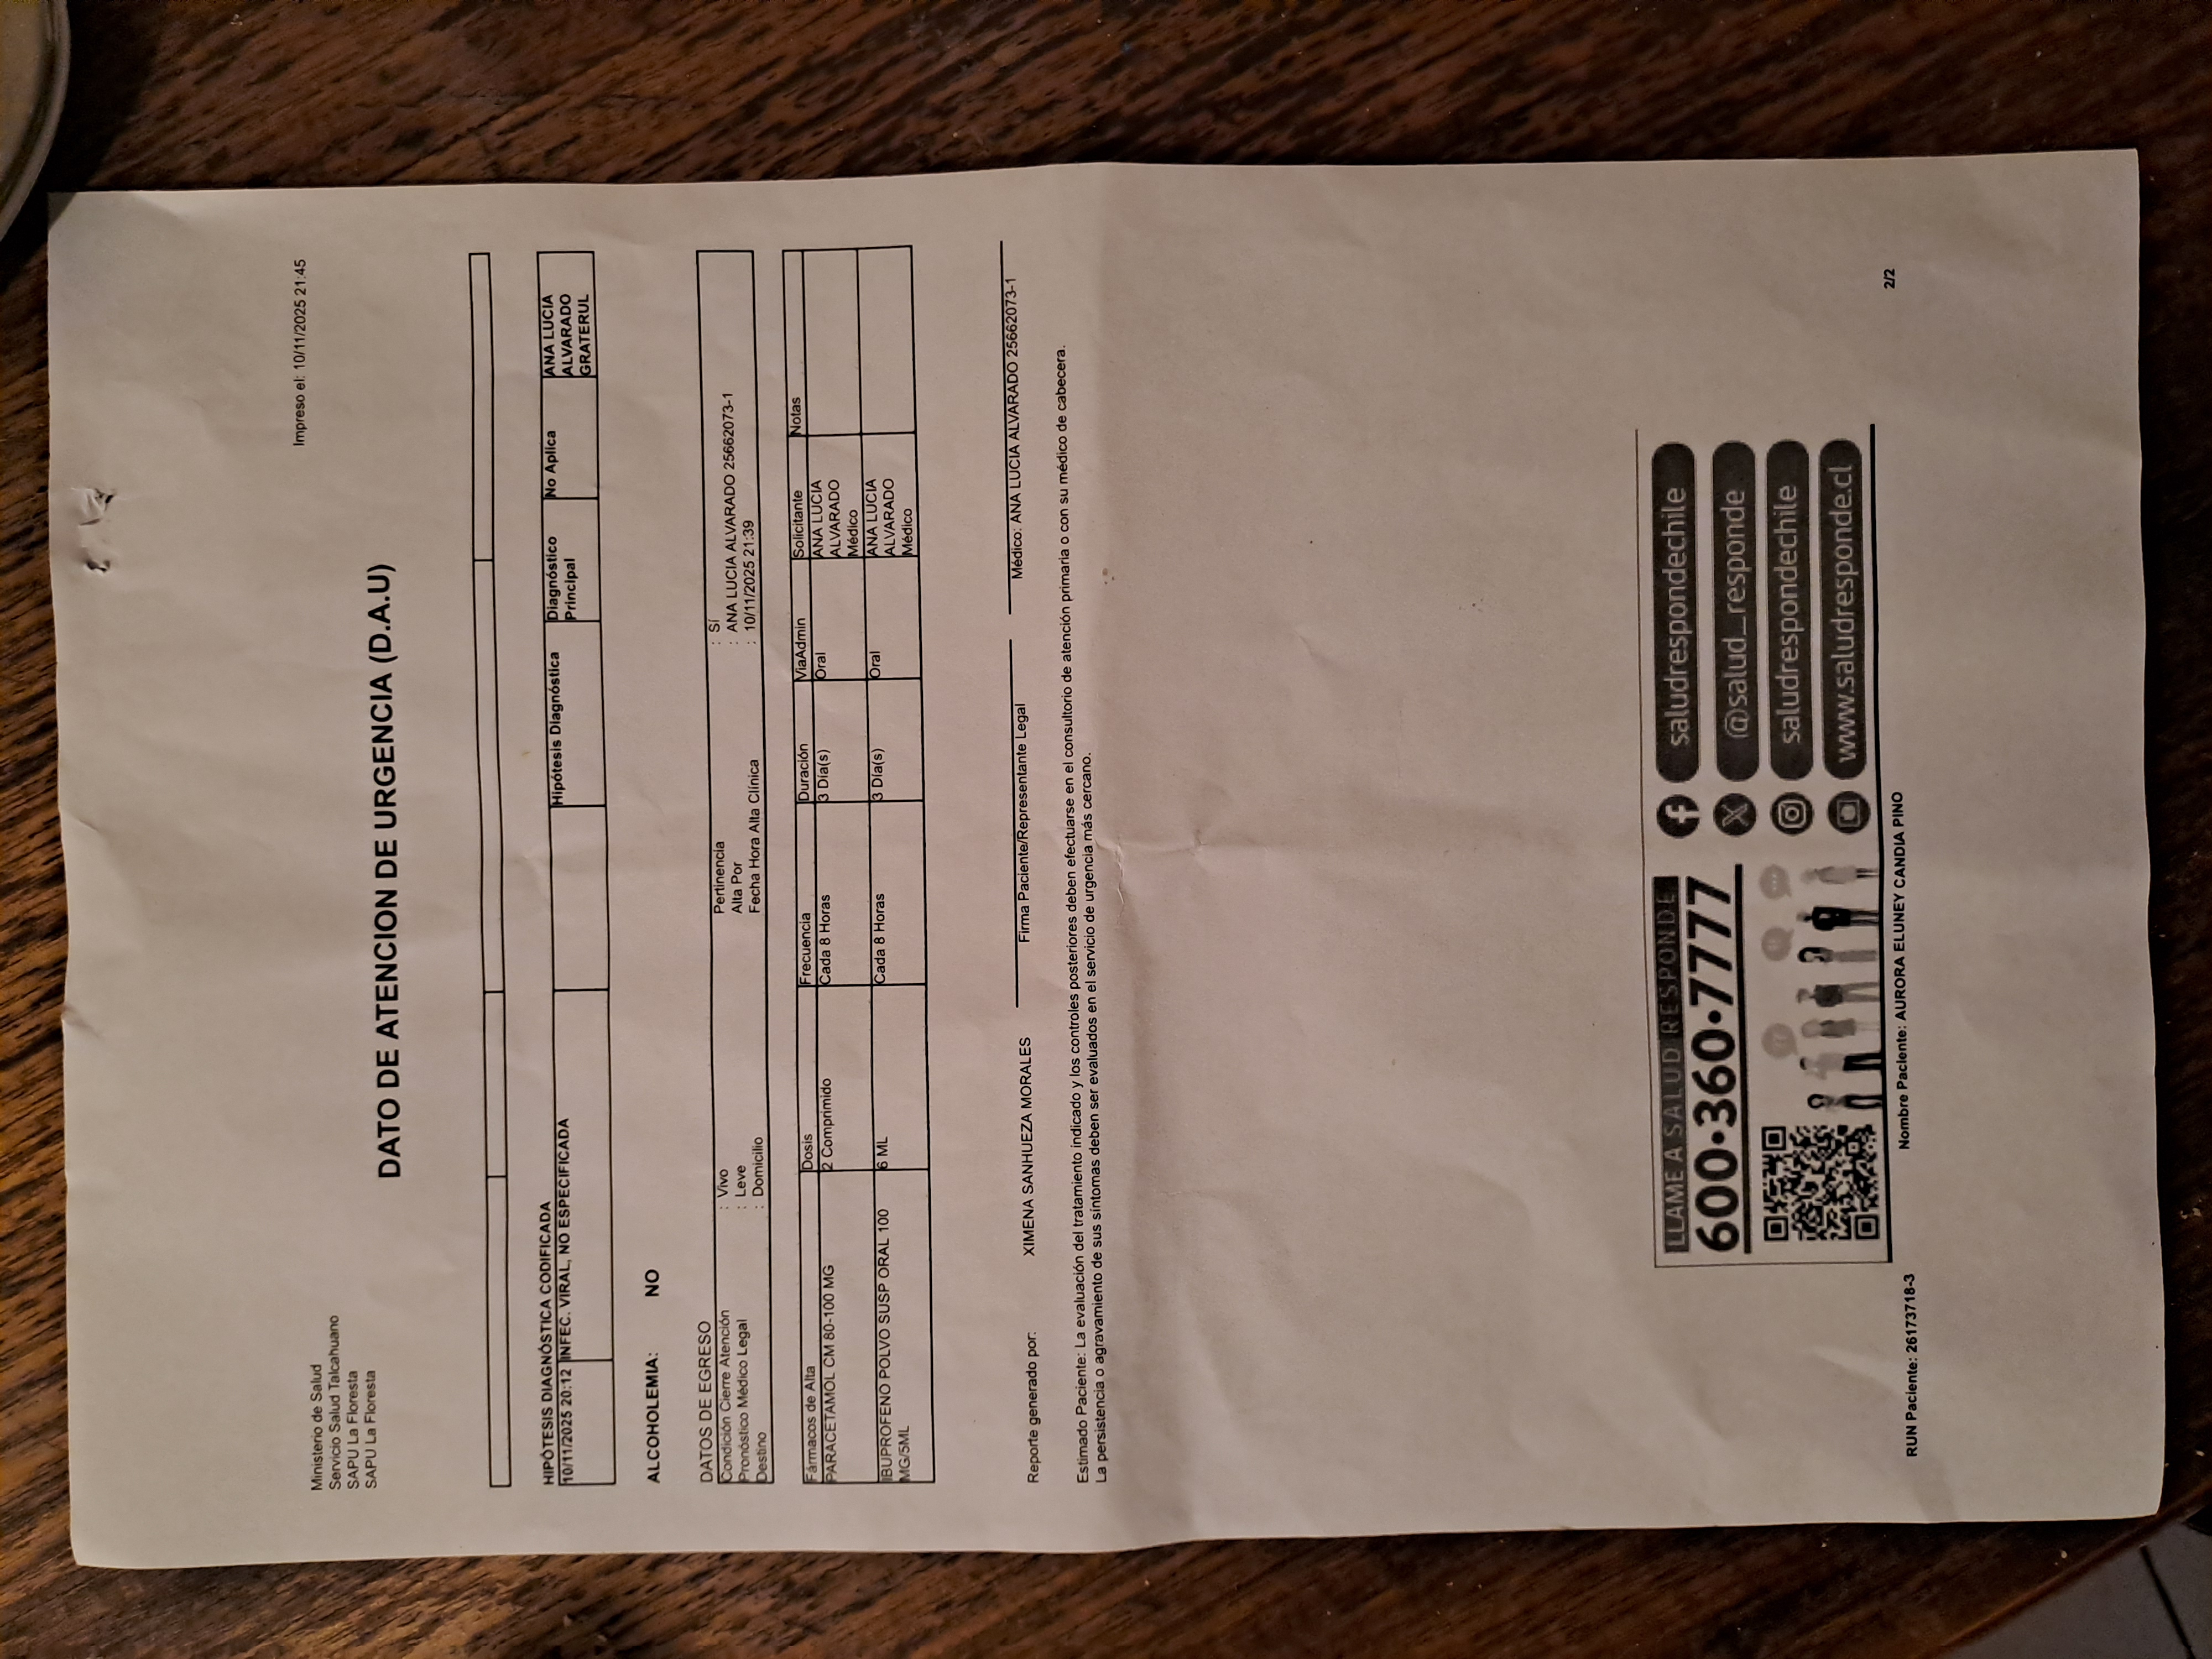 Ministerio de Salud
Servicio Salud Talcahuano
SAPU La Floresta
SAPU La Floresta
Impreso el: 10/11/2025 21:45
DATO DE ATENCION DE URGENCIA (D.A.U)
HIPÓTESIS DIAGNÓSTICA CODIFICADA
10/11/2025 20:12 INFEC. VIRAL, NO ESPECIFICADA Hipótesis Diagnóstica Diagnóstico Principal No Aplica ANA LUCIA ALVARADO GRATERUL
ALCOHOLEMIA: NO
DATOS DE EGRESO
Condición Cierre Atención : Vivo Pertinencia : Sí
Pronóstico Médico Legal : Leve Alta Por : ANA LUCIA ALVARADO 25662073-1
Destino : Domicilio Fecha Hora Alta Clínica : 10/11/2025 21:39
Fármacos de Alta Dosis Frecuencia Duración ViaAdmin Solicitante Notas
PARACETAMOL CM 80-100 MG 2 Comprimido Cada 8 Horas 3 Día(s) Oral ANA LUCIA ALVARADO Médico
IBUPROFENO POLVO SUSP ORAL 100 MG/5ML 6 ML Cada 8 Horas 3 Día(s) Oral ANA LUCIA ALVARADO Médico
Reporte generado por: XIMENA SANHUEZA MORALES Firma Paciente/Representante Legal Médico: ANA LUCIA ALVARADO 25662073-1
Estimado Paciente: La evaluación del tratamiento indicado y los controles posteriores deben efectuarse en el consultorio de atención primaria o con su médico de cabecera.
La persistencia o agravamiento de sus síntomas deben ser evaluados en el servicio de urgencia más cercano.
LLAME A SALUD RESPONDE
600•360•7777
saludrespondechile
@salud_responde
saludrespondechile
www.saludresponde.cl
RUN Paciente: 26173718-3 Nombre Paciente: AURORA ELUNEY CANDIA PINO 2/2